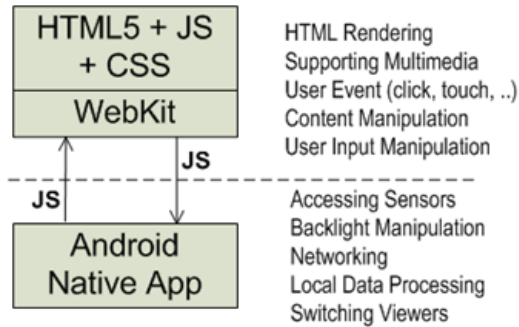 HTML5 + JS
+ CSS
WebKit
HTML Rendering
Supporting Multimedia
User Event (click, touch, ..)
Content Manipulation
User Input Manipulation
JS
JS
Android
Native App
Accessing Sensors
Backlight Manipulation
Networking
Local Data Processing
Switching Viewers